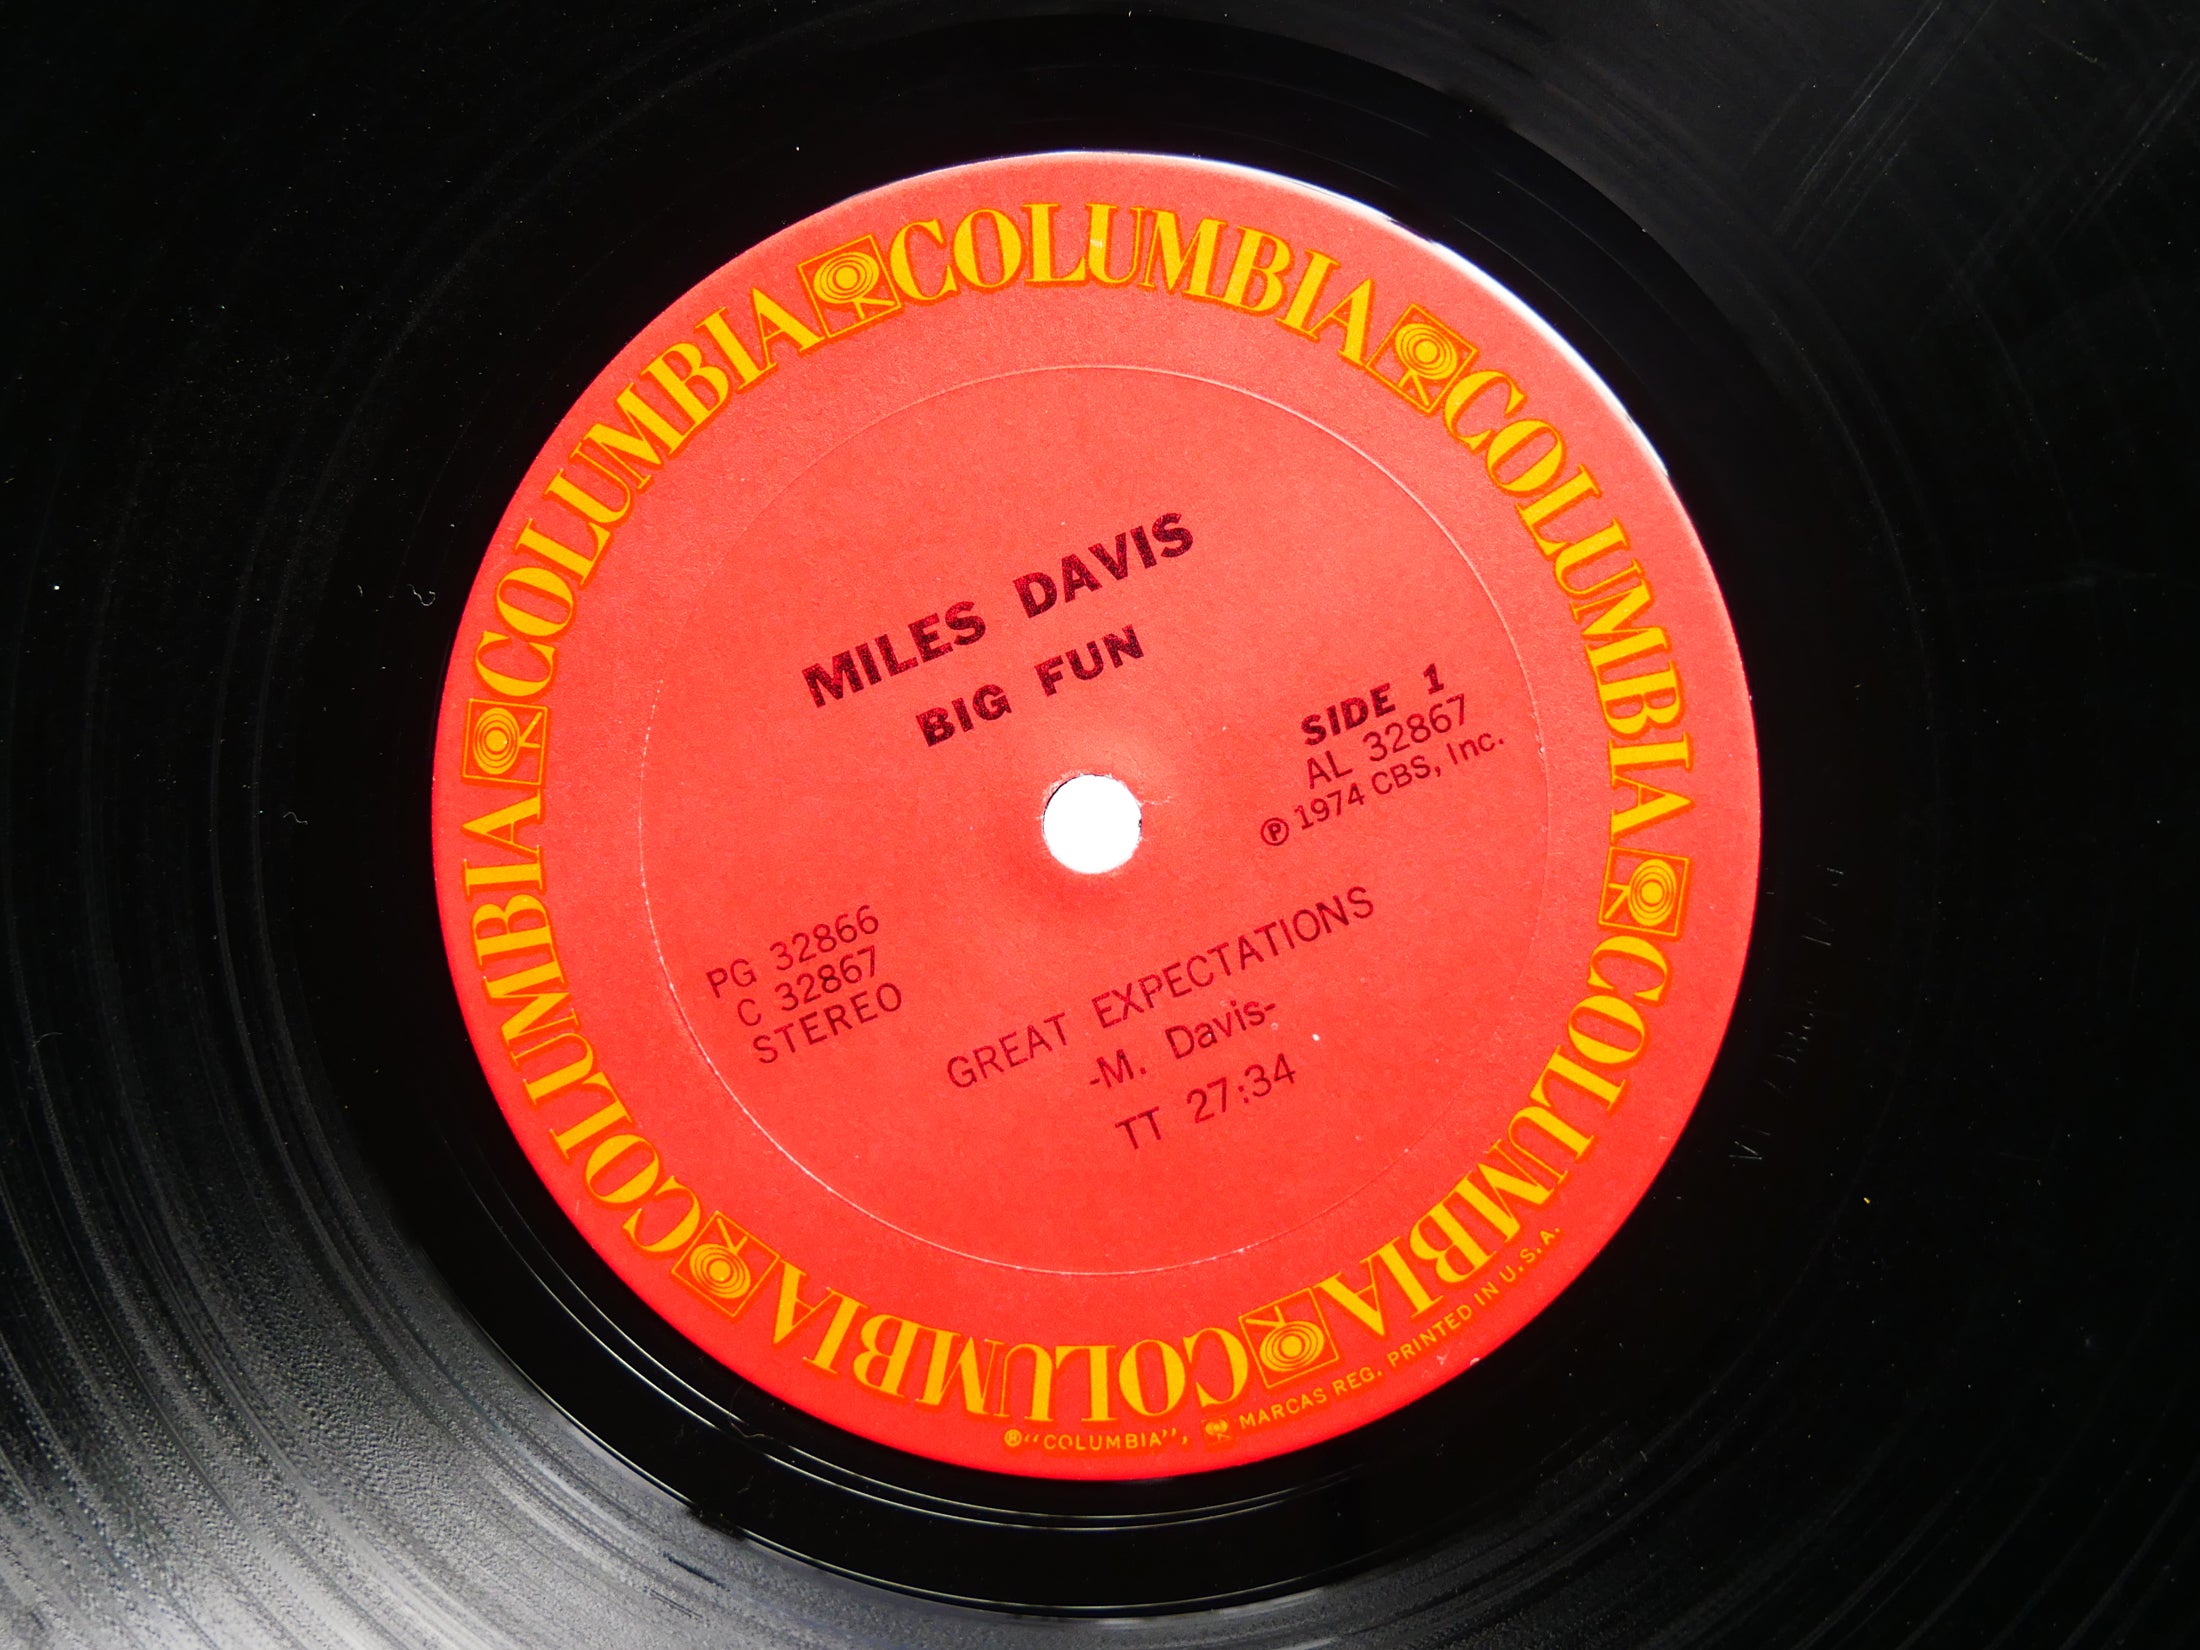 COLUMBIA COLUMBIA COLUMBIA COLUMBIA COLUMBIA COLUMBIA
MILES DAVIS
BIG FUN
SIDE 1
AL 32867
℗ 1974 CBS, Inc.
PG 32866
C 32867
STEREO
GREAT EXPECTATIONS
-M. Davis-
TT 27:34
®"COLUMBIA", MARCAS REG. PRINTED IN U.S.A.